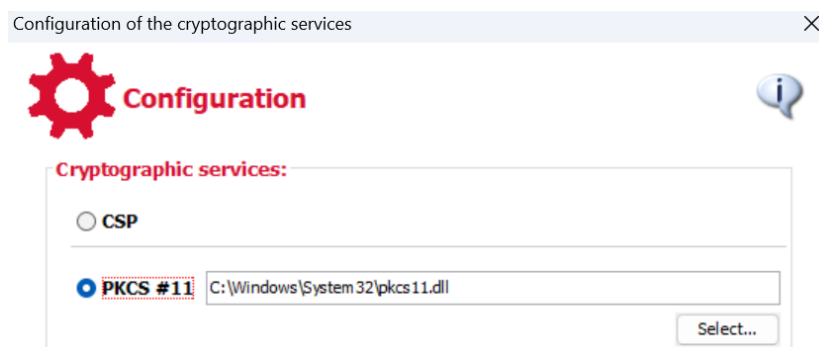 Configuration of the cryptographic services
Configuration
Cryptographic services:
CSP
PKCS #11 C:\Windows\System32\pkcs11.dll
Select...